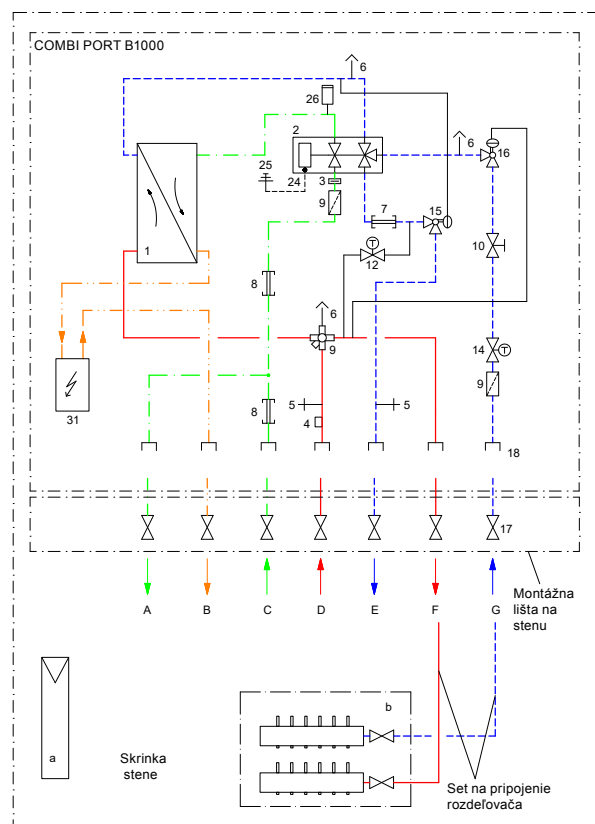 COMBI PORT B1000
6
26
6
2
16
25
24
3
9
7
15
10
1
12
8
6
9
14
9
31
8
5
5
4
18
17
A
B
C
D
E
F
G
Montážna
lišta na
stenu
b
a
Skrinka
stene
Set na pripojenie
rozdeľovača
T
T